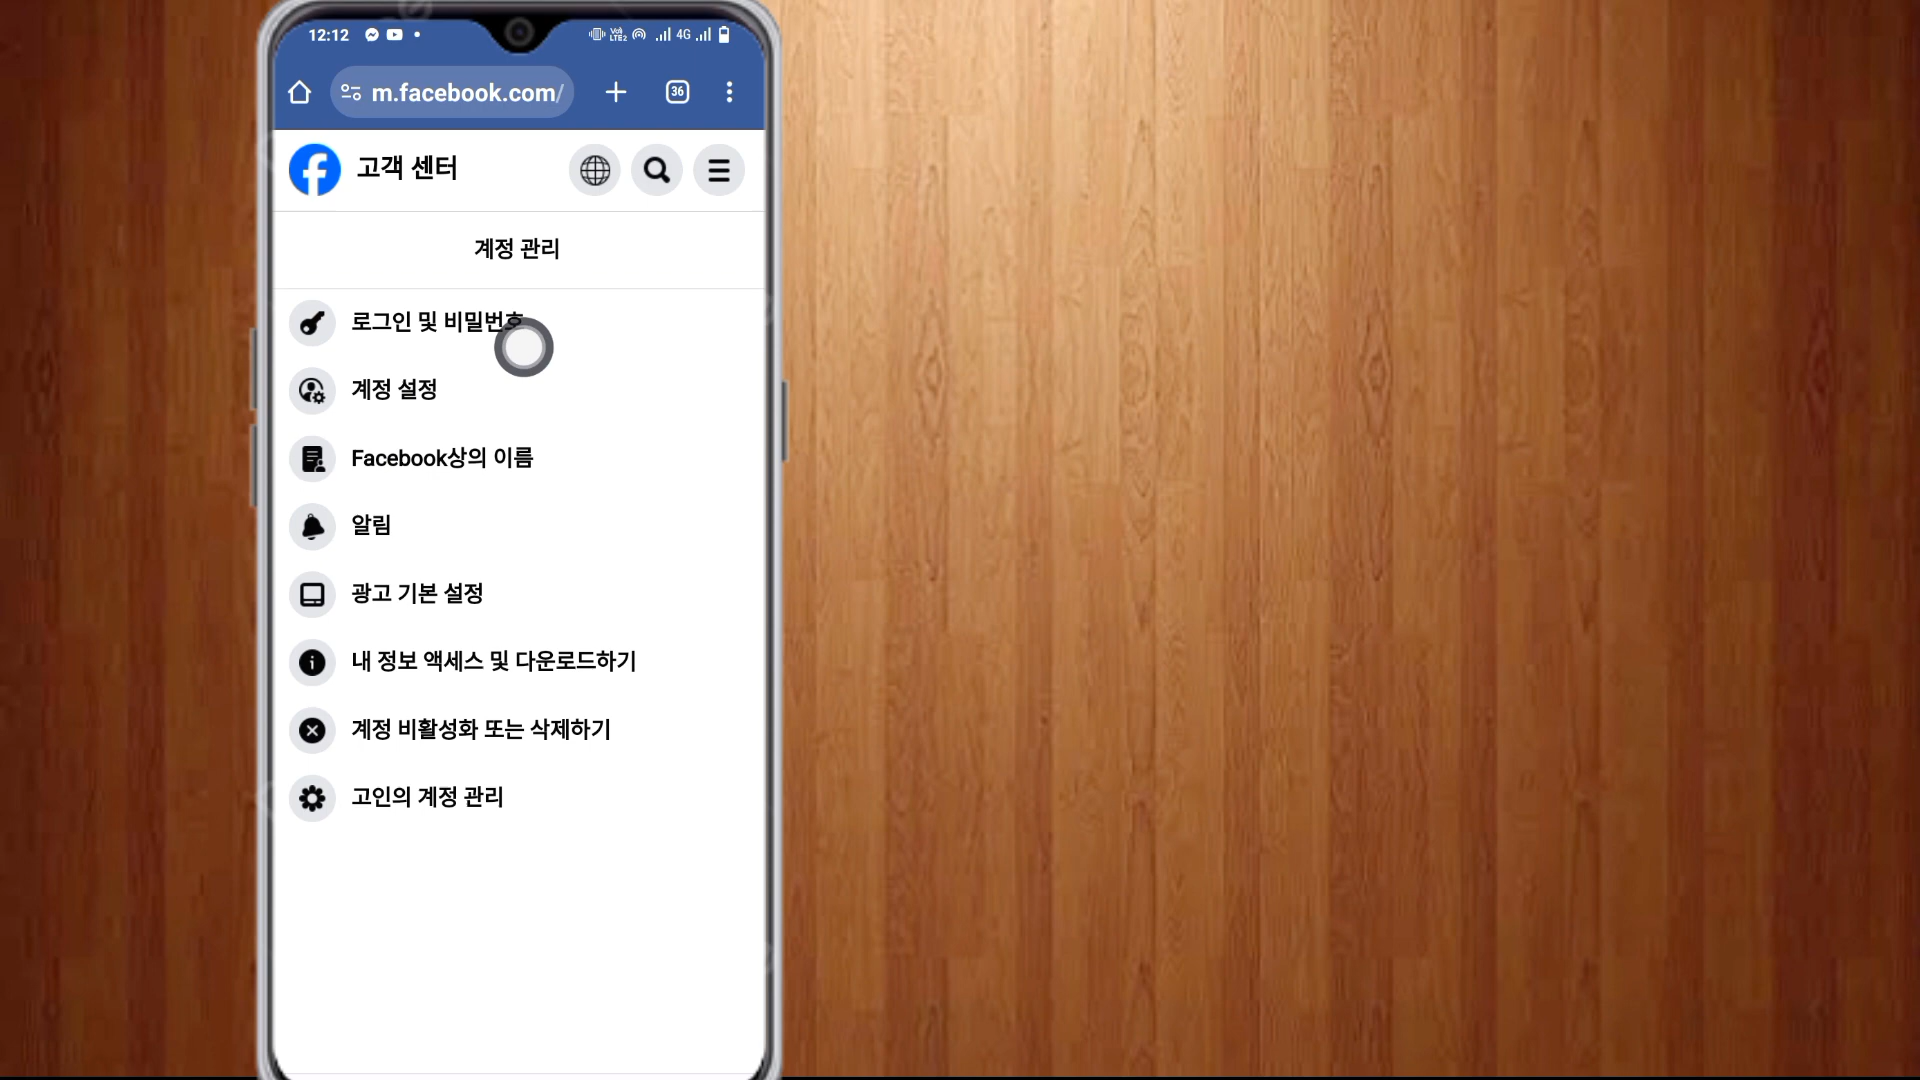 12:12
VoI) LTE2 4G
m.facebook.com/
36
고객 센터
계정 관리
로그인 및 비밀번호
계정 설정
Facebook상의 이름
알림
광고 기본 설정
내 정보 액세스 및 다운로드하기
계정 비활성화 또는 삭제하기
고인의 계정 관리